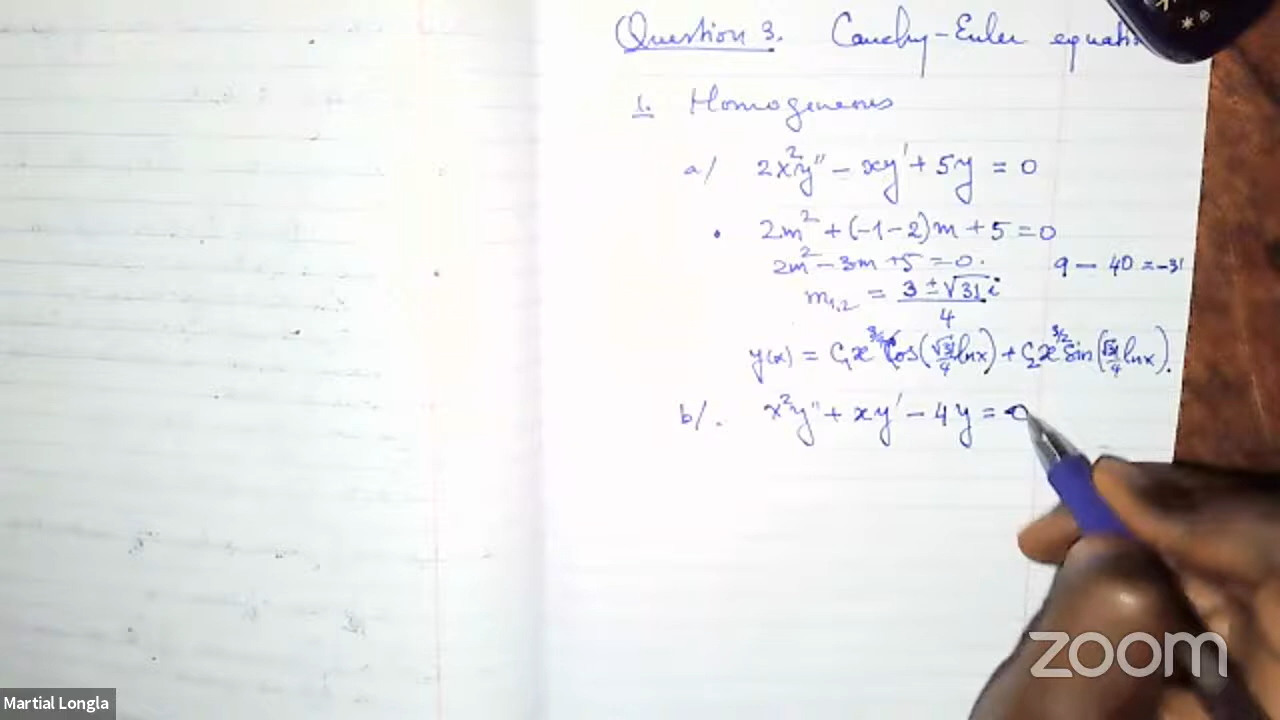 Question 3. Cauchy-Euler equatio
1. Homogeneous
a/ 2x²y'' - xy' + 5y = 0
• 2m² + (-1-2)m + 5 = 0
2m² - 3m + 5 = 0. 9 - 40 = -31
m₁,₂ = (3 ± √31 i)/4
y(x) = C₁x^{3/4} cos(√31/4 lnx) + C₂x^{3/2} sin(√31/4 lnx).
b/. x²y'' + xy' - 4y = 0
zoom
Martial Longla